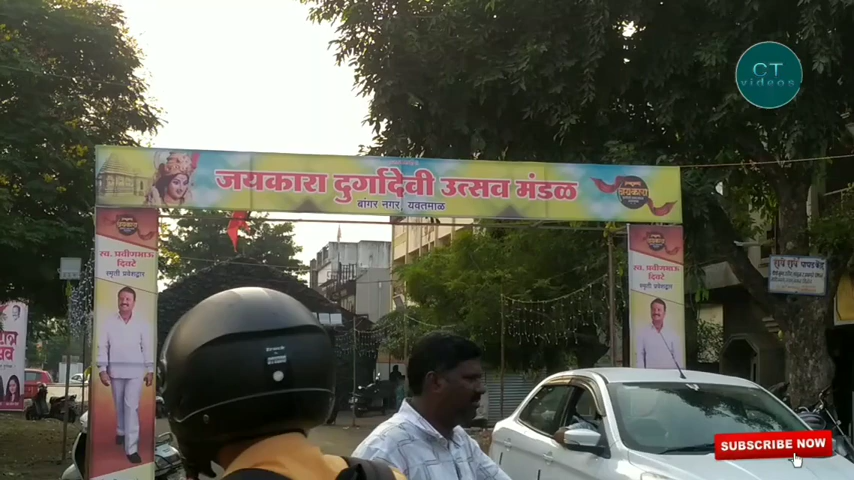 CT
videos
जयकारा दुर्गादेवी उत्सव मंडळ
बांगर नगर, यवतमाळ
स्व. प्रविणभाऊ
दिवटे
स्मृती प्रवेशद्वार
स्व. प्रविणभाऊ
दिवटे
स्मृती प्रवेशद्वार
SUBSCRIBE NOW